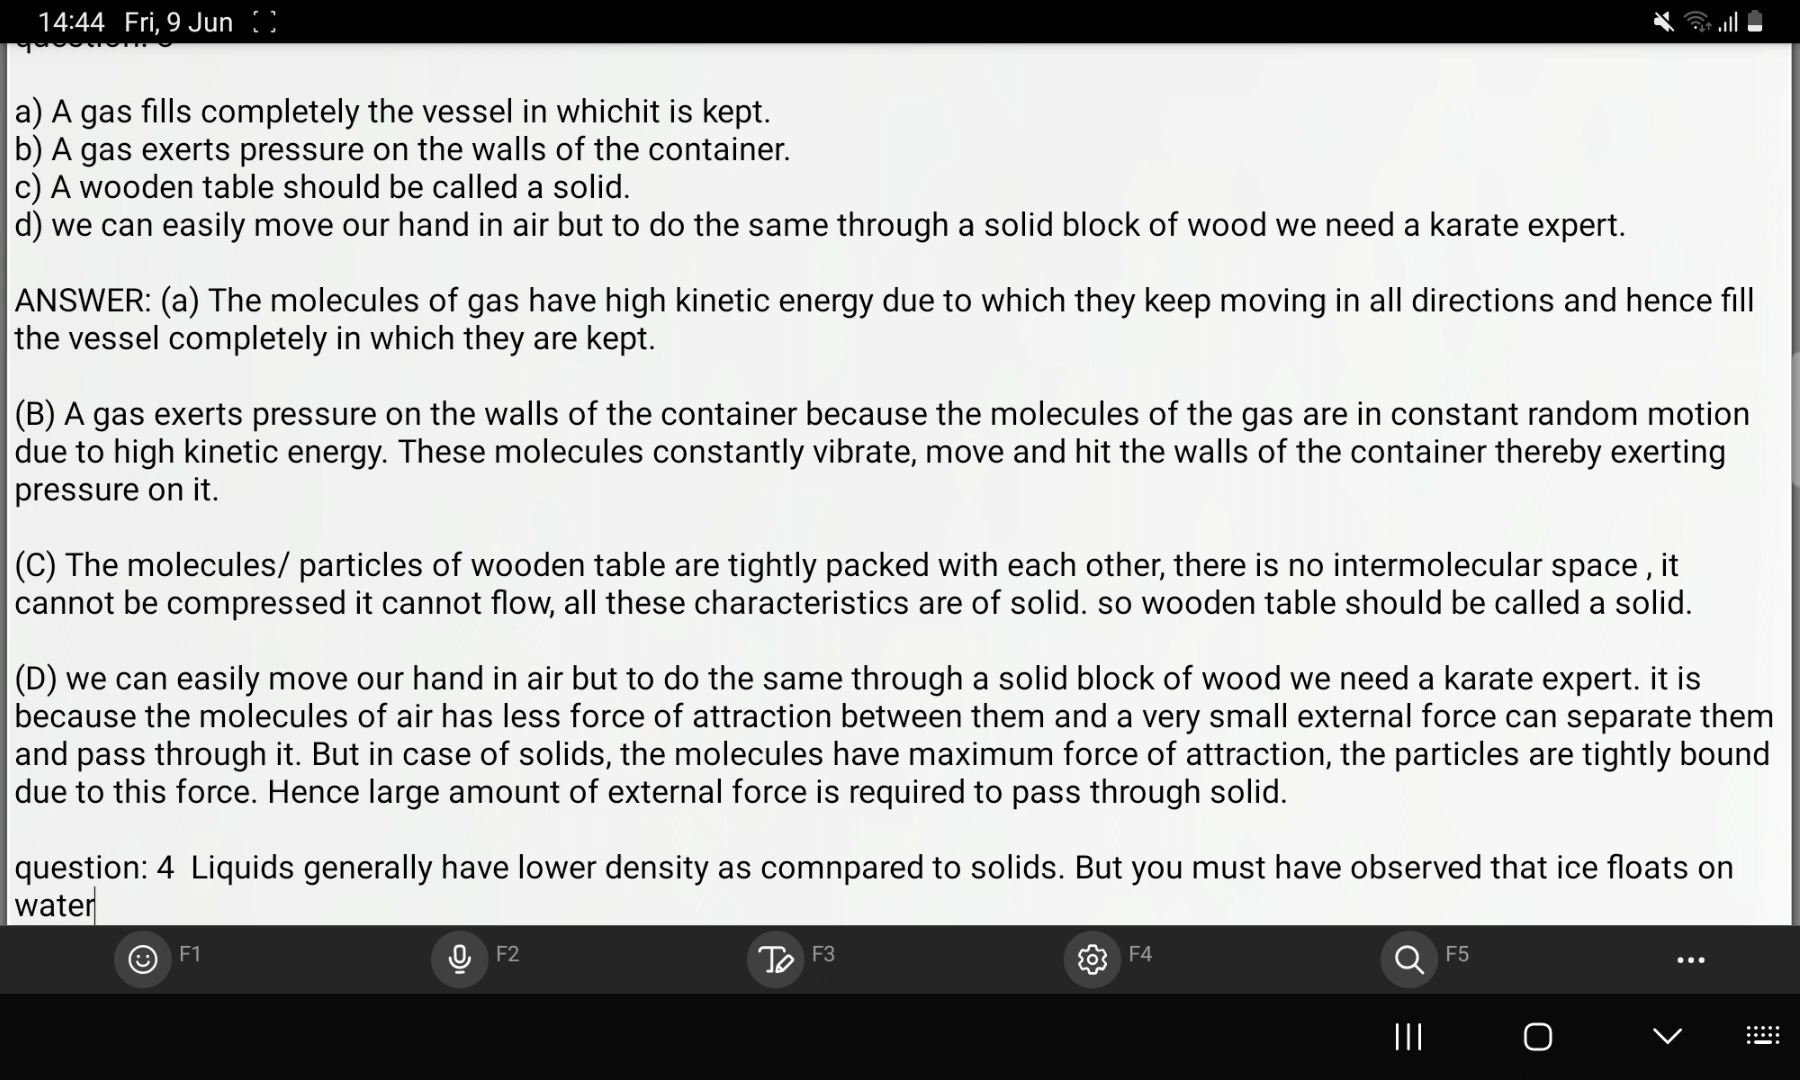 14:44 Fri, 9 Jun
a) A gas fills completely the vessel in whichit is kept.
b) A gas exerts pressure on the walls of the container.
c) A wooden table should be called a solid.
d) we can easily move our hand in air but to do the same through a solid block of wood we need a karate expert.
ANSWER: (a) The molecules of gas have high kinetic energy due to which they keep moving in all directions and hence fill
the vessel completely in which they are kept.
(B) A gas exerts pressure on the walls of the container because the molecules of the gas are in constant random motion
due to high kinetic energy. These molecules constantly vibrate, move and hit the walls of the container thereby exerting
pressure on it.
(C) The molecules/ particles of wooden table are tightly packed with each other, there is no intermolecular space , it
cannot be compressed it cannot flow, all these characteristics are of solid. so wooden table should be called a solid.
(D) we can easily move our hand in air but to do the same through a solid block of wood we need a karate expert. it is
because the molecules of air has less force of attraction between them and a very small external force can separate them
and pass through it. But in case of solids, the molecules have maximum force of attraction, the particles are tightly bound
due to this force. Hence large amount of external force is required to pass through solid.
question: 4  Liquids generally have lower density as comnpared to solids. But you must have observed that ice floats on
water
F1 F2 F3 F4 F5